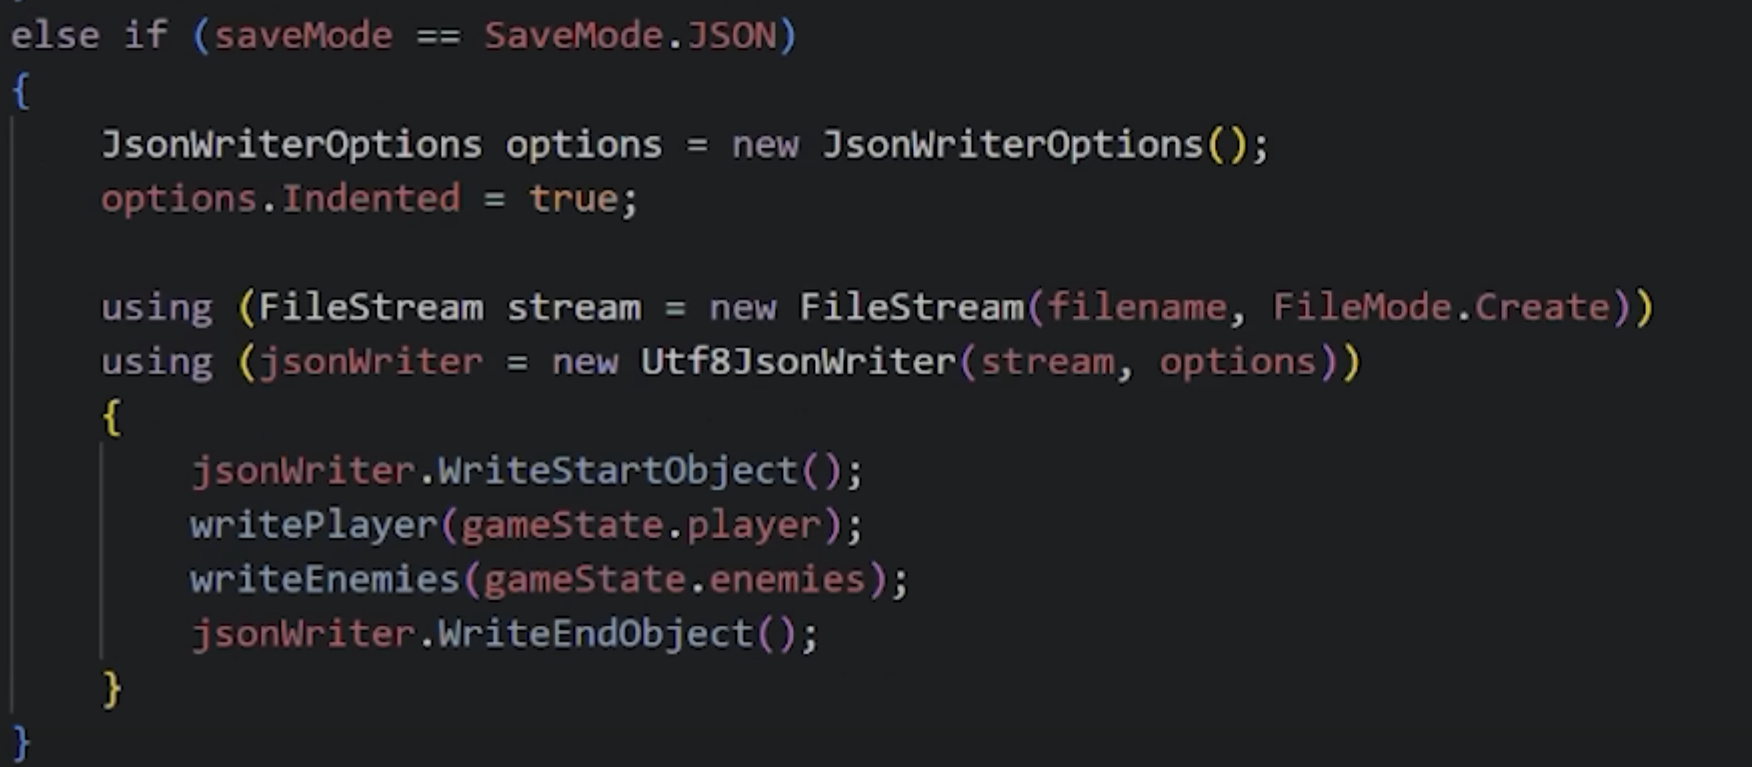 else if (saveMode == SaveMode.JSON)
{
    JsonWriterOptions options = new JsonWriterOptions();
    options.Indented = true;

    using (FileStream stream = new FileStream(filename, FileMode.Create))
    using (jsonWriter = new Utf8JsonWriter(stream, options))
    {
        jsonWriter.WriteStartObject();
        writePlayer(gameState.player);
        writeEnemies(gameState.enemies);
        jsonWriter.WriteEndObject();
    }
}